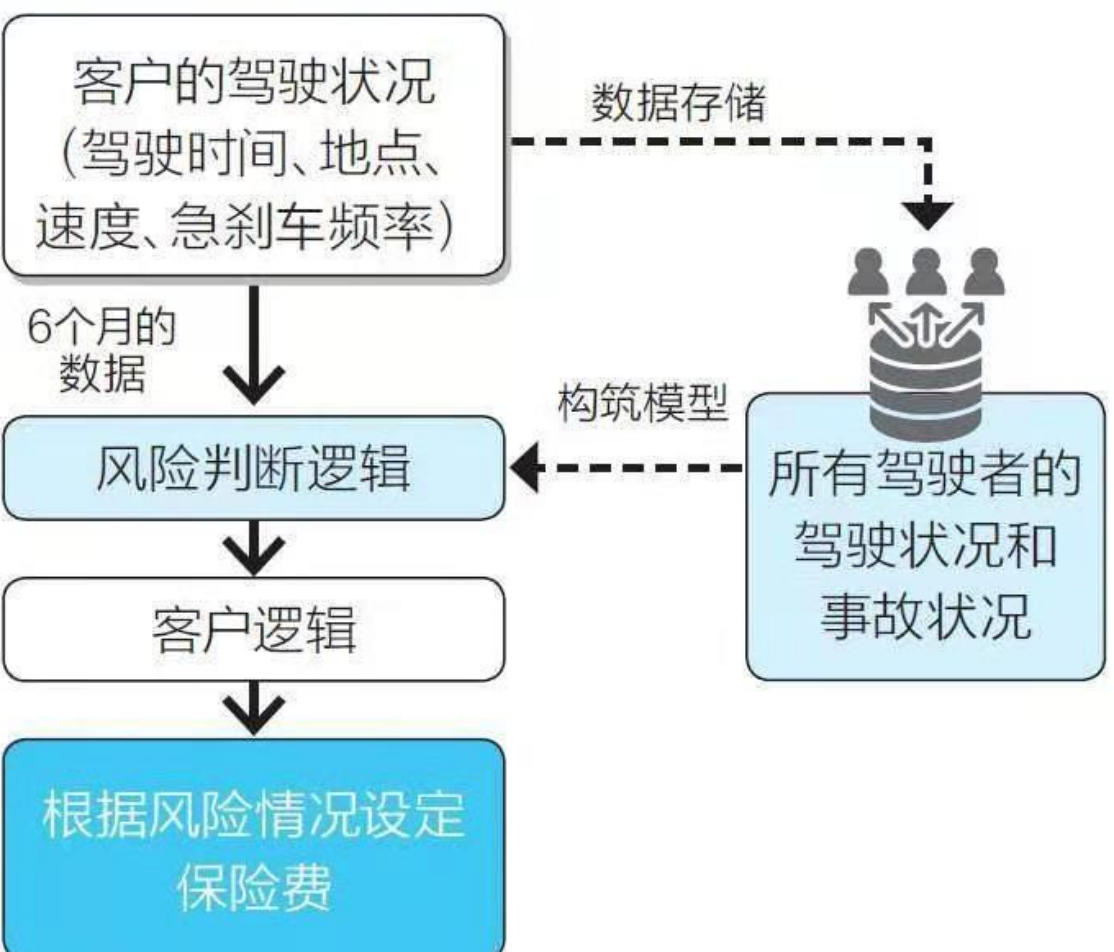 客户的驾驶状况
（驾驶时间、地点、
速度、急刹车频率）
数据存储
6个月的
数据
构筑模型
风险判断逻辑
所有驾驶者的
驾驶状况和
事故状况
客户逻辑
根据风险情况设定
保险费